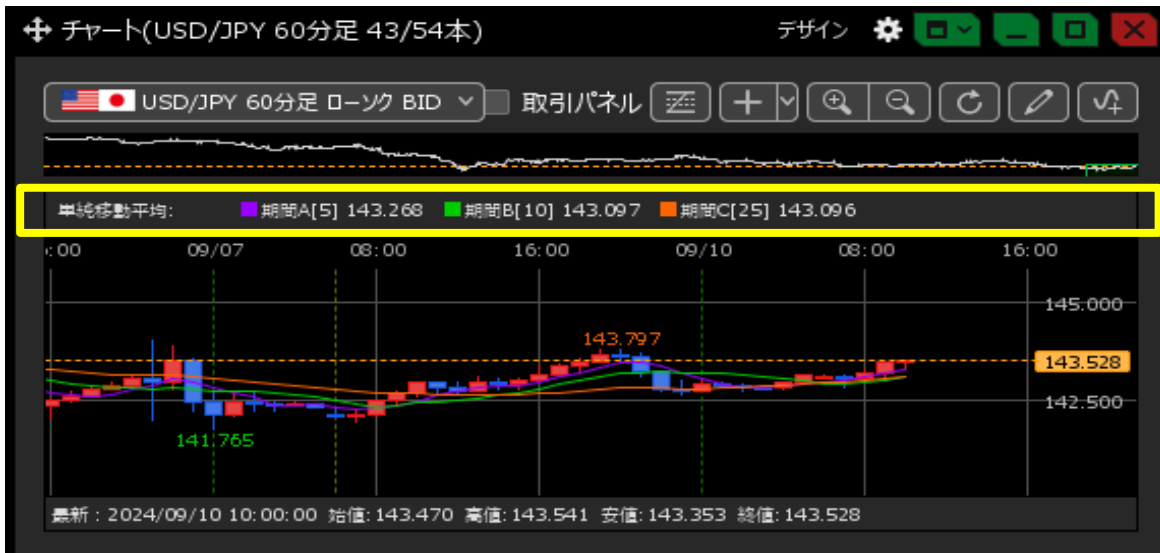 チャート(USD/JPY 60分足 43/54本) デザイン
USD/JPY 60分足 ローソク BID 取引パネル
単純移動平均: 期間A[5] 143.268 期間B[10] 143.097 期間C[25] 143.096
:00 09/07 08:00 16:00 09/10 08:00 16:00
145.000
143.797
143.528
142.500
141.765
最新 : 2024/09/10 10:00:00 始値: 143.470 高値: 143.541 安値: 143.353 終値: 143.528